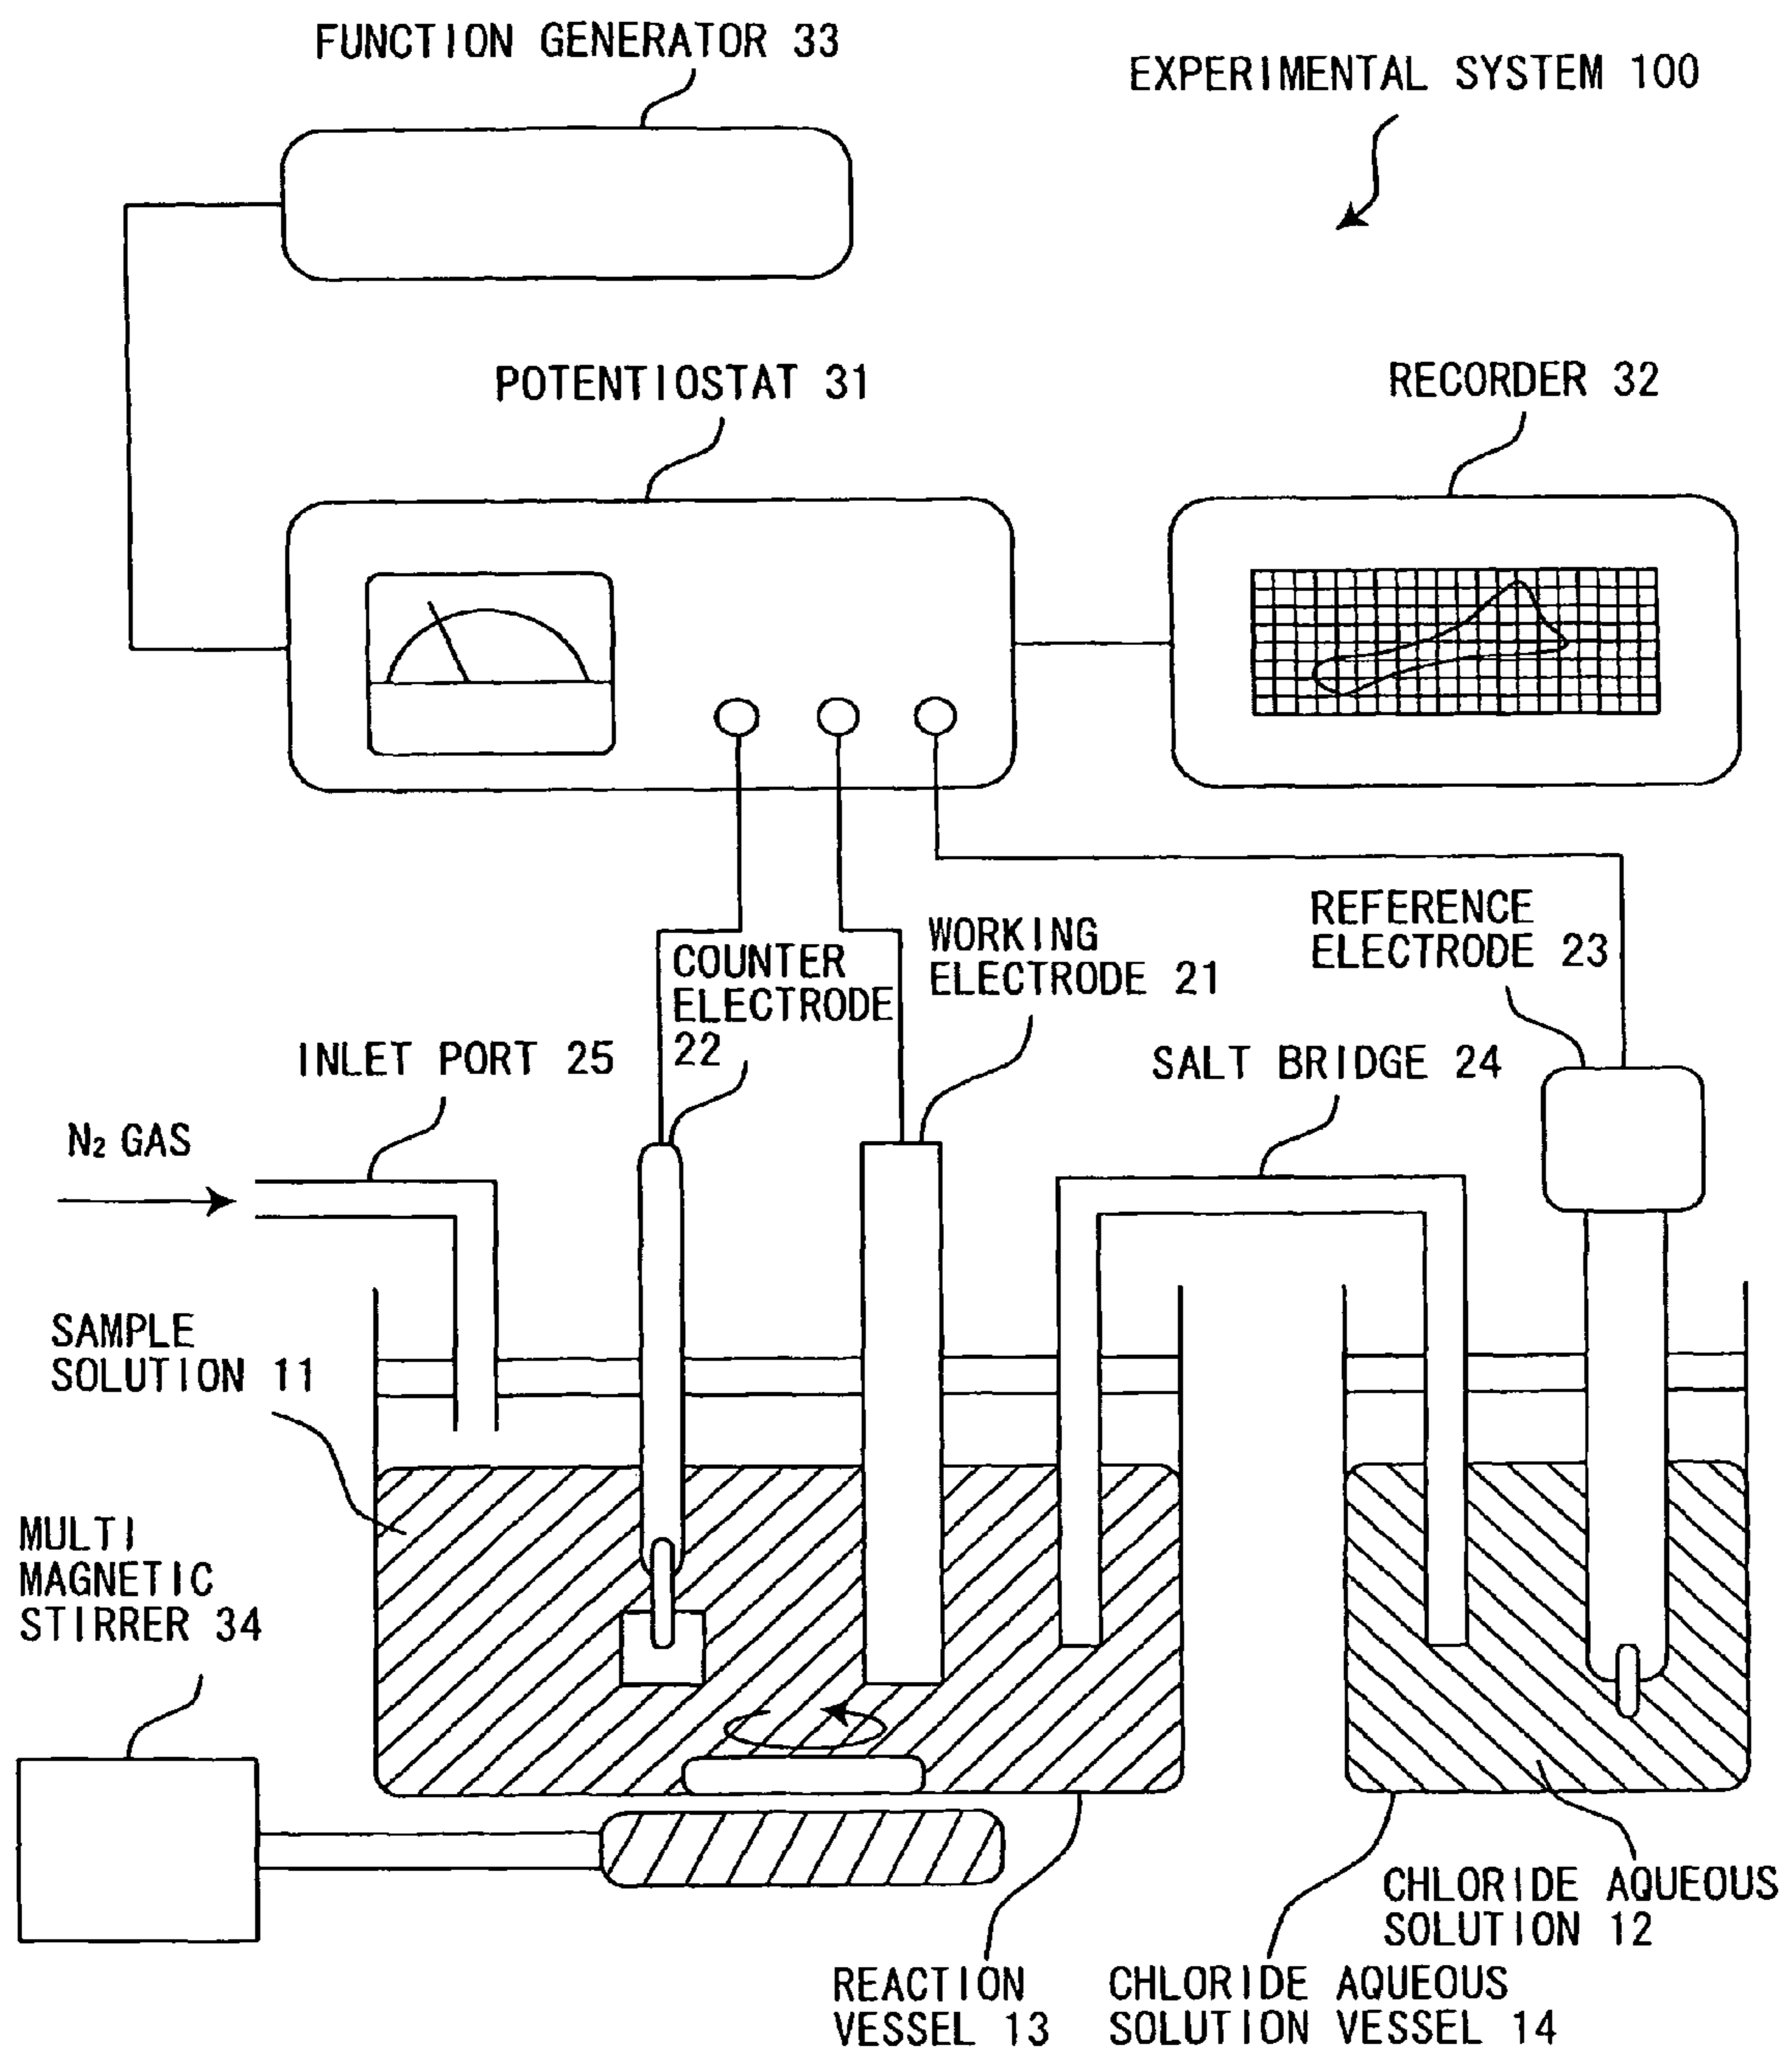 FUNCTION GENERATOR 33
EXPERIMENTAL SYSTEM 100
POTENTIOSTAT 31
RECORDER 32
REFERENCE
ELECTRODE 23
WORKING
ELECTRODE 21
COUNTER
ELECTRODE
22
INLET PORT 25
SALT BRIDGE 24
N₂ GAS
SAMPLE
SOLUTION 11
MULTI
MAGNETIC
STIRRER 34
CHLORIDE AQUEOUS
SOLUTION 12
REACTION
VESSEL 13
CHLORIDE AQUEOUS
SOLUTION VESSEL 14